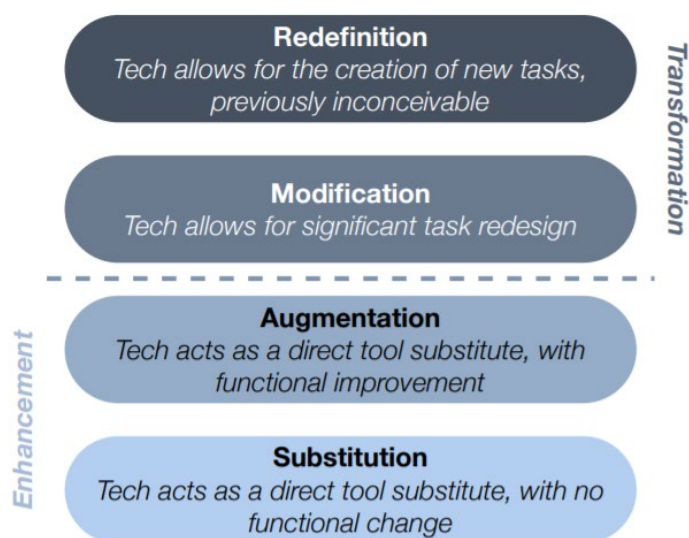 Redefinition
Tech allows for the creation of new tasks,
previously inconceivable
Transformation
Modification
Tech allows for significant task redesign
Augmentation
Tech acts as a direct tool substitute, with
functional improvement
Enhancement
Substitution
Tech acts as a direct tool substitute, with no
functional change